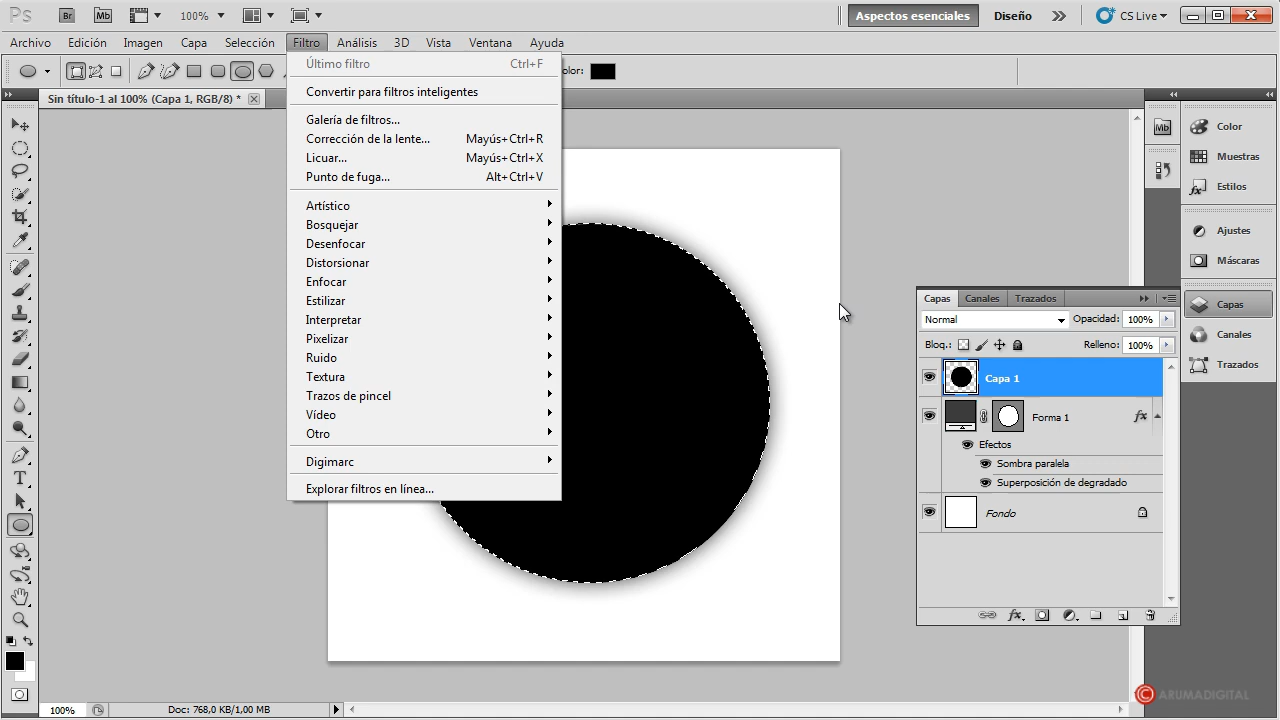 Ps Br Mb 100% Aspectos esenciales Diseño CS Live
Archivo Edición Imagen Capa Selección Filtro Análisis 3D Vista Ventana Ayuda
olor:
Sin título-1 al 100% (Capa 1, RGB/8) *
Último filtro Ctrl+F
Convertir para filtros inteligentes
Galería de filtros...
Corrección de la lente... Mayús+Ctrl+R
Licuar... Mayús+Ctrl+X
Punto de fuga... Alt+Ctrl+V
Artístico
Bosquejar
Desenfocar
Distorsionar
Enfocar
Estilizar
Interpretar
Pixelizar
Ruido
Textura
Trazos de pincel
Vídeo
Otro
Digimarc
Explorar filtros en línea...
Mb
Color
Muestras
Estilos
Ajustes
Máscaras
Capas
Canales
Trazados
Capas Canales Trazados
Normal Opacidad: 100%
Bloq.: Relleno: 100%
Capa 1
Forma 1 fx
Efectos
Sombra paralela
Superposición de degradado
Fondo
fx
T
100% Doc: 768,0 KB/1,00 MB
© ARUMADIGITAL